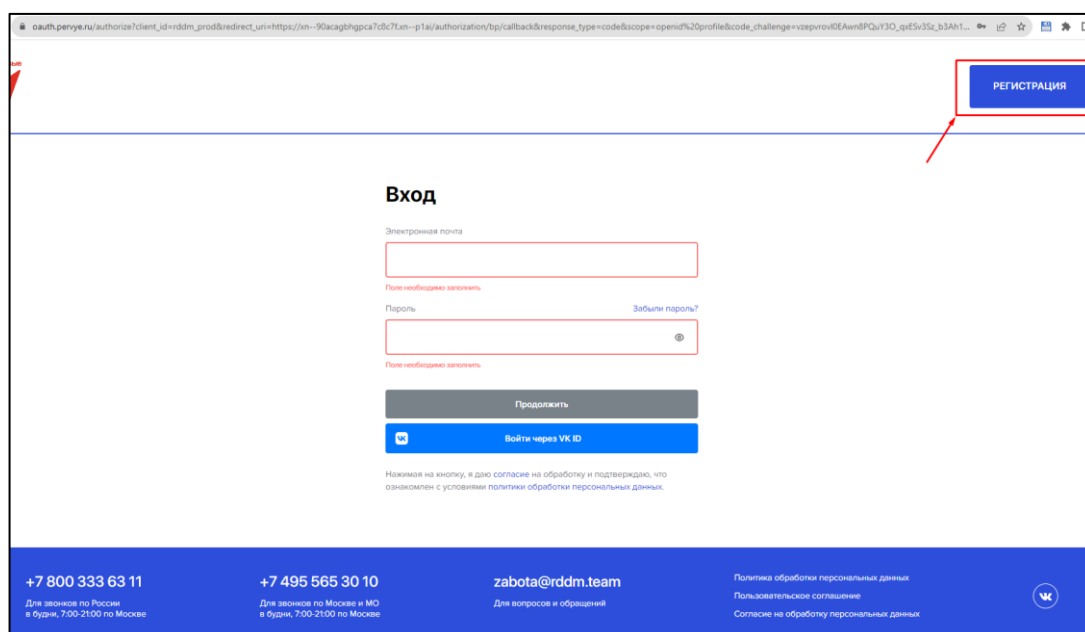 oauth.pervye.ru/authorize?client_id=rddm_prod&redirect_uri=https://xn--90acagbhgpca7c8c7f.xn--p1ai/authorization/bp/callback&response_type=code&scope=openid%20profile&code_challenge=vzepvrovl0EAwn8PQuY3O_qxESv3Sz_b3Ah1...
РЕГИСТРАЦИЯ
Вход
Электронная почта
Поле необходимо заполнить
Пароль Забыли пароль?
Поле необходимо заполнить
Продолжить
Войти через VK ID
Нажимая на кнопку, я даю согласие на обработку и подтверждаю, что
ознакомлен с условиями политики обработки персональных данных.
+7 800 333 63 11
Для звонков по России
в будни, 7:00-21:00 по Москве
+7 495 565 30 10
Для звонков по Москве и МО
в будни, 7:00-21:00 по Москве
zabota@rddm.team
Для вопросов и обращений
Политика обработки персональных данных
Пользовательское соглашение
Согласие на обработку персональных данных